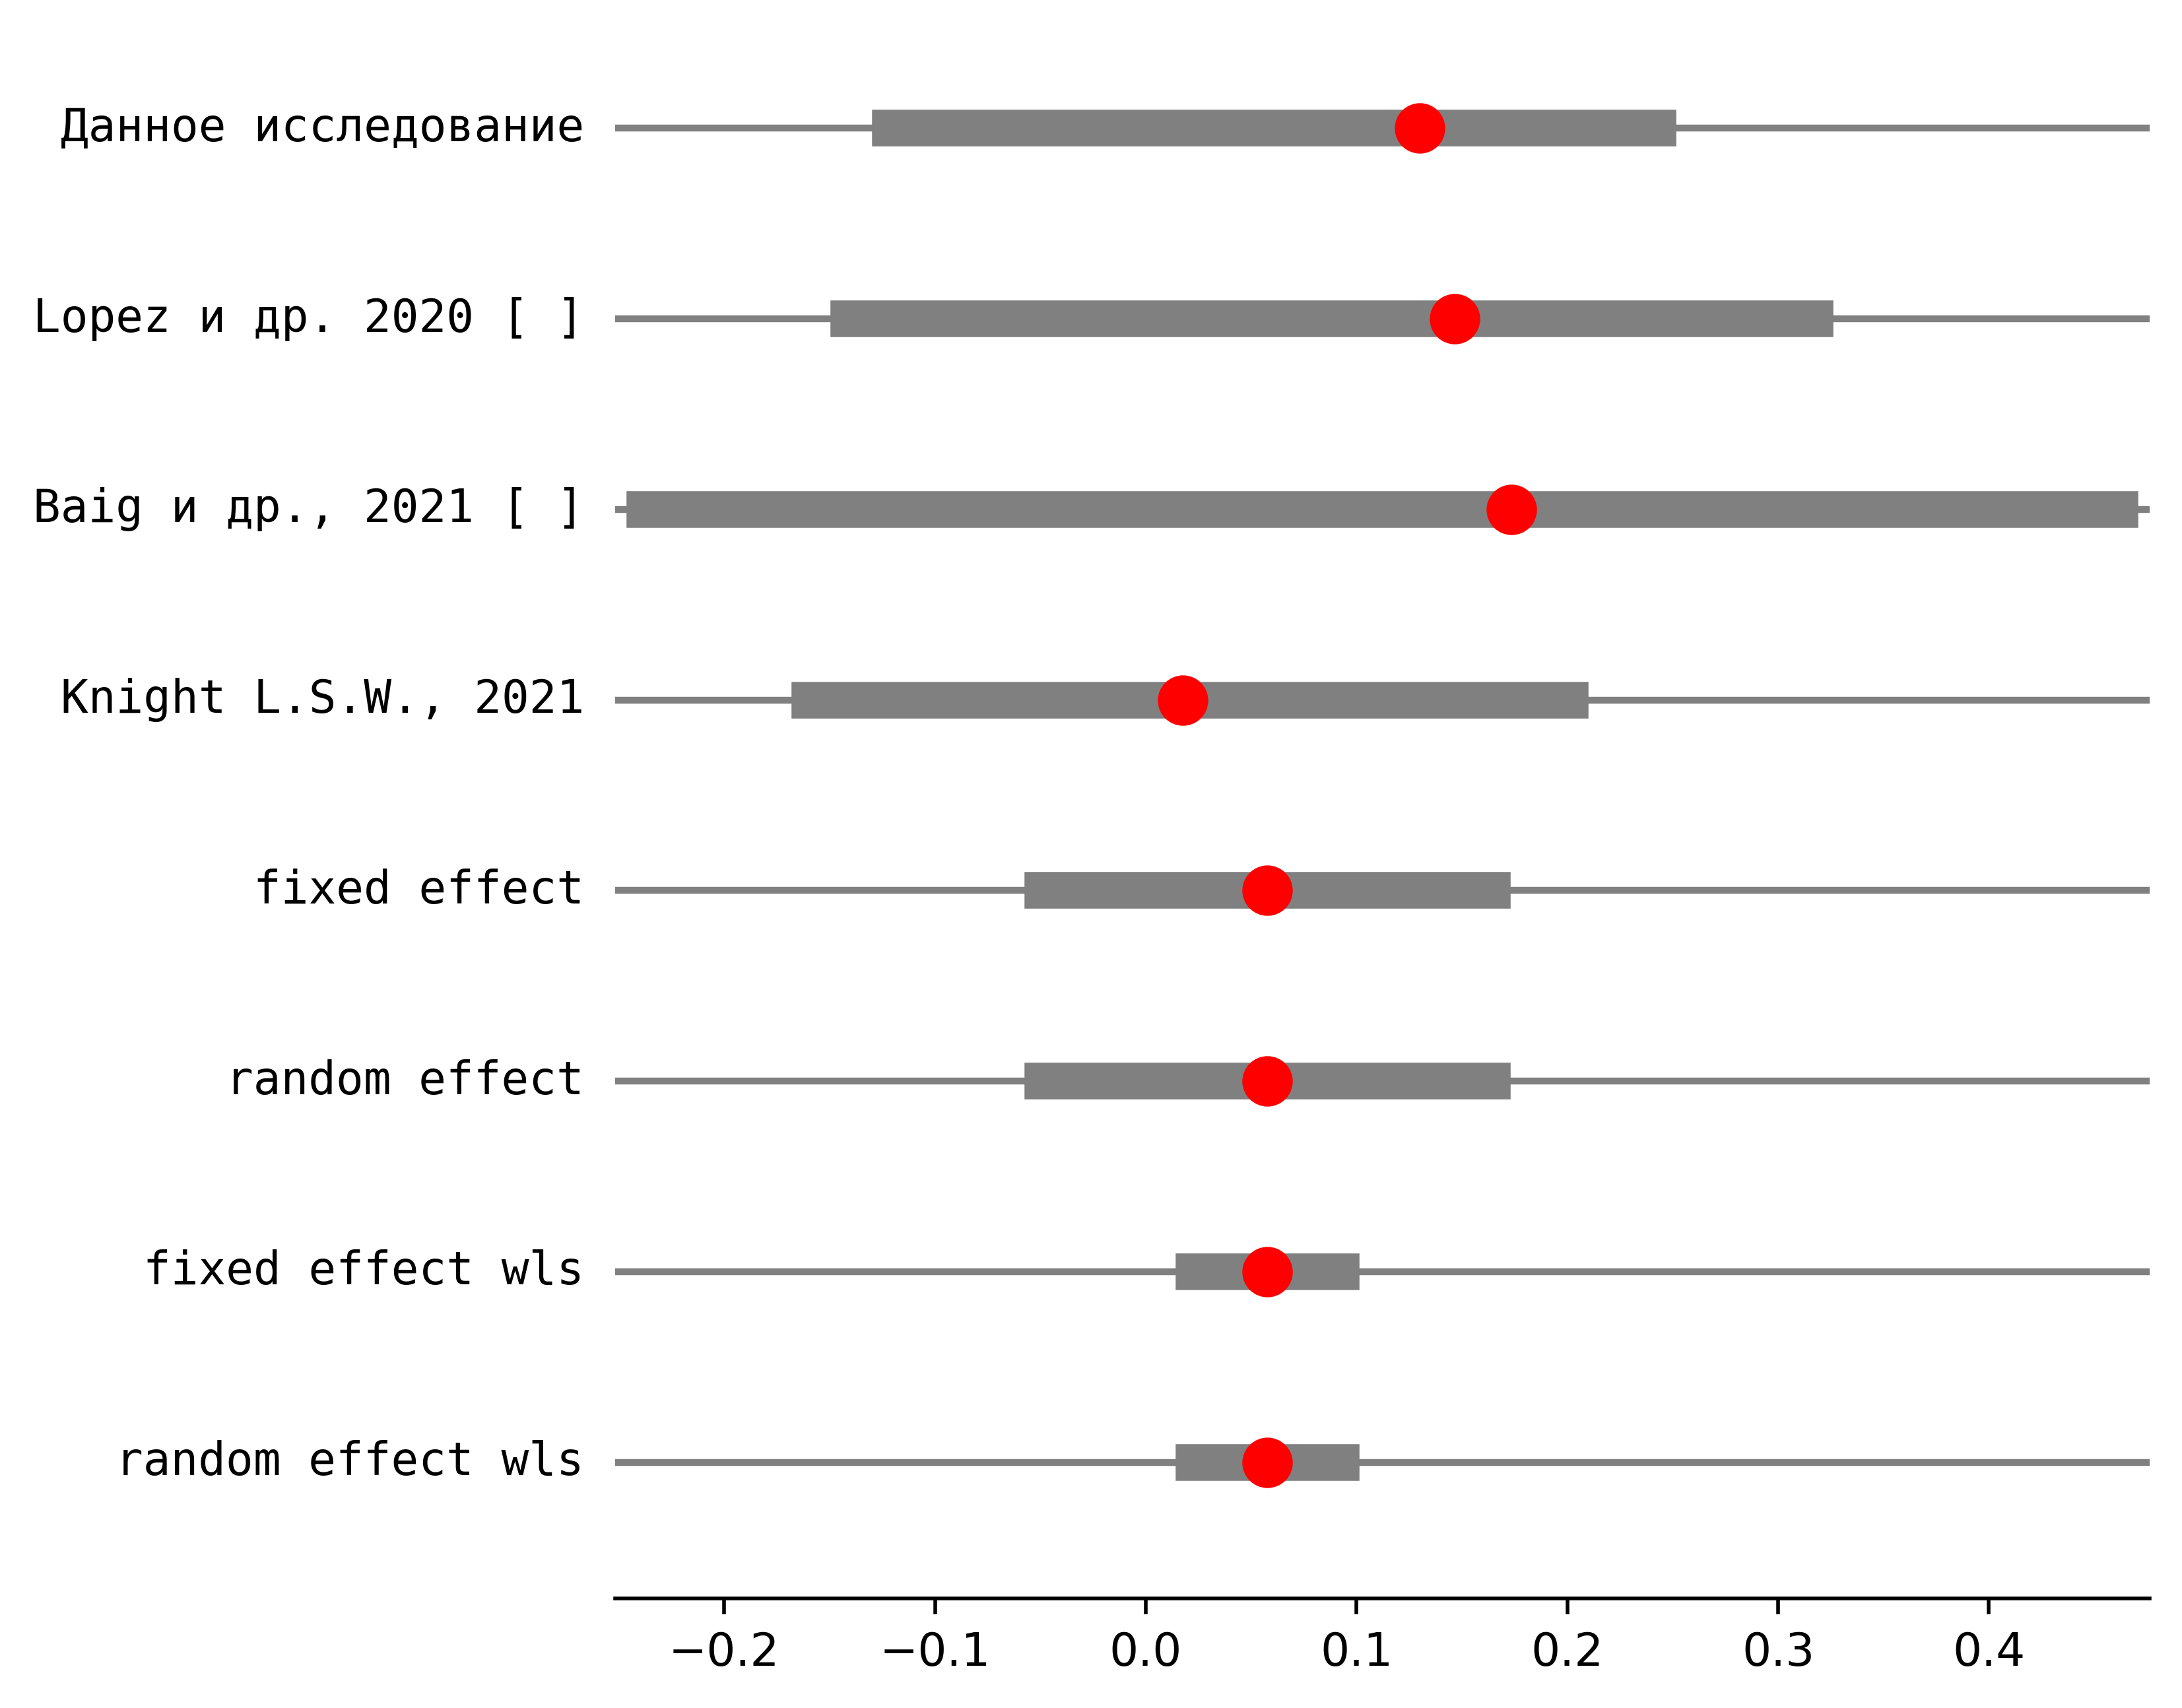 Данное исследование
Lopez и др. 2020 [ ]
Baig и др., 2021 [ ]
Knight L.S.W., 2021
fixed effect
random effect
fixed effect wls
random effect wls
−0.2 −0.1 0.0 0.1 0.2 0.3 0.4